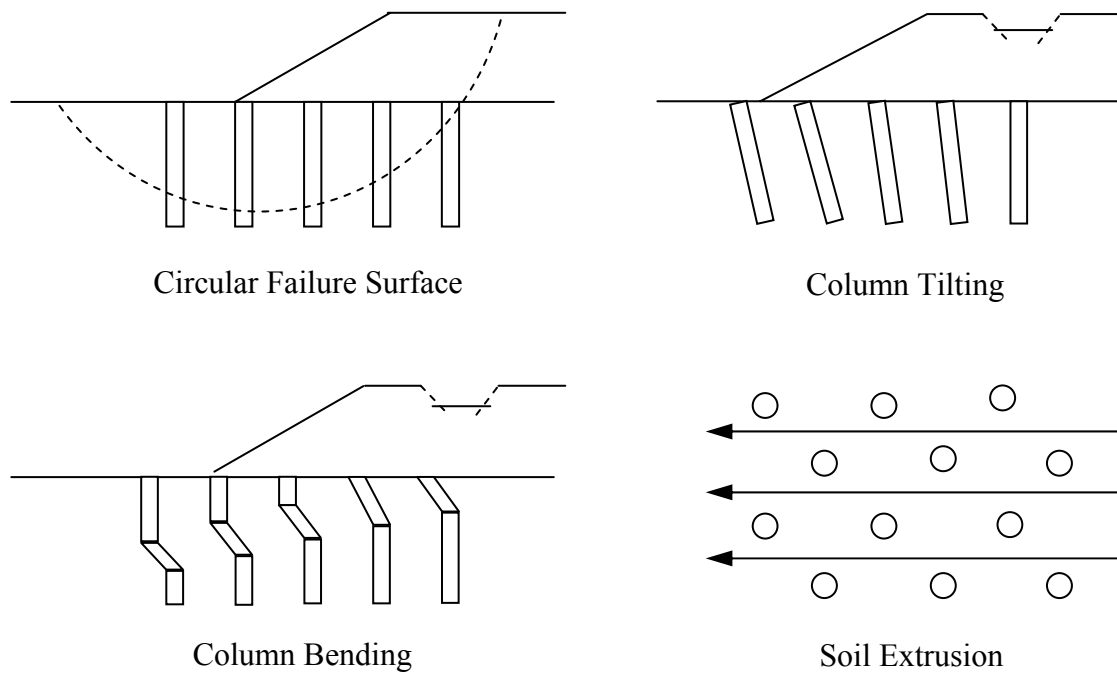 Circular Failure Surface
Column Tilting
Column Bending
Soil Extrusion